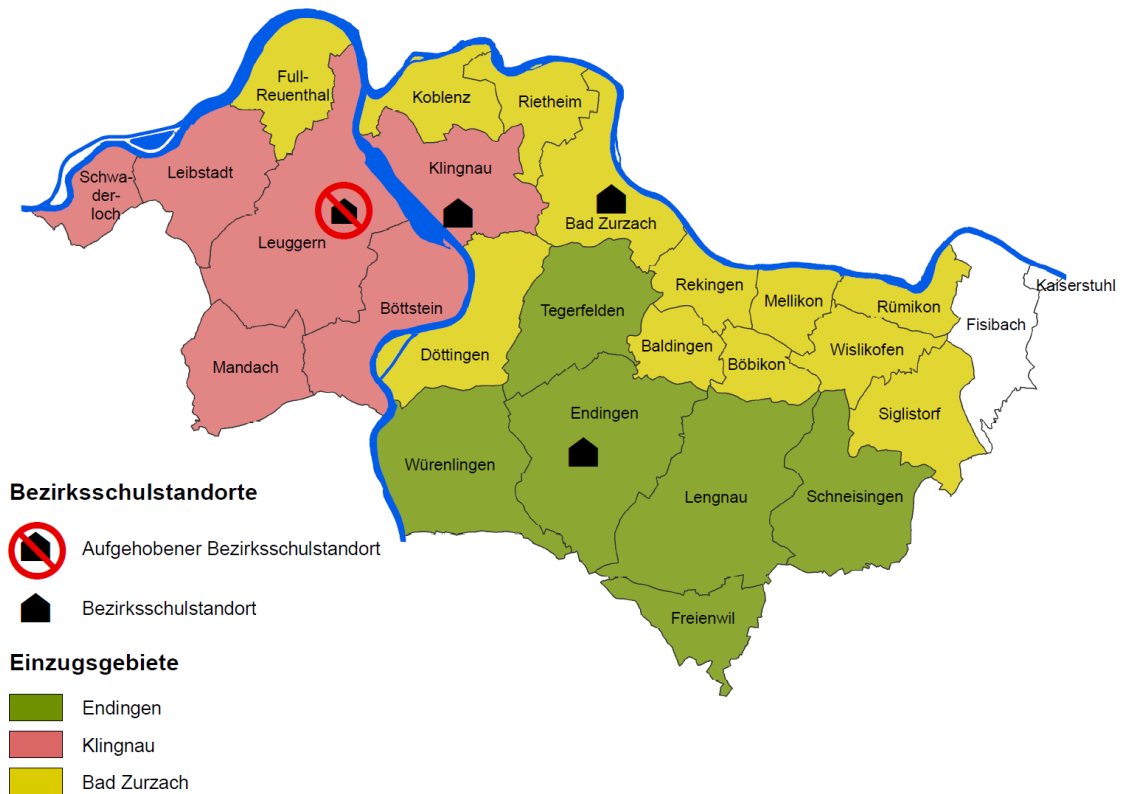 Full-
Reuenthal
Koblenz
Rietheim
Klingnau
Leibstadt
Schwa-
der-
loch
Bad Zurzach
Leuggern
Rekingen
Mellikon
Rümikon
Kaiserstuhl
Tegerfelden
Böttstein
Fisibach
Baldingen
Wislikofen
Döttingen
Böbikon
Mandach
Endingen
Siglistorf
Würenlingen
Lengnau
Schneisingen
Freienwil
Bezirksschulstandorte
Aufgehobener Bezirksschulstandort
Bezirksschulstandort
Einzugsgebiete
Endingen
Klingnau
Bad Zurzach